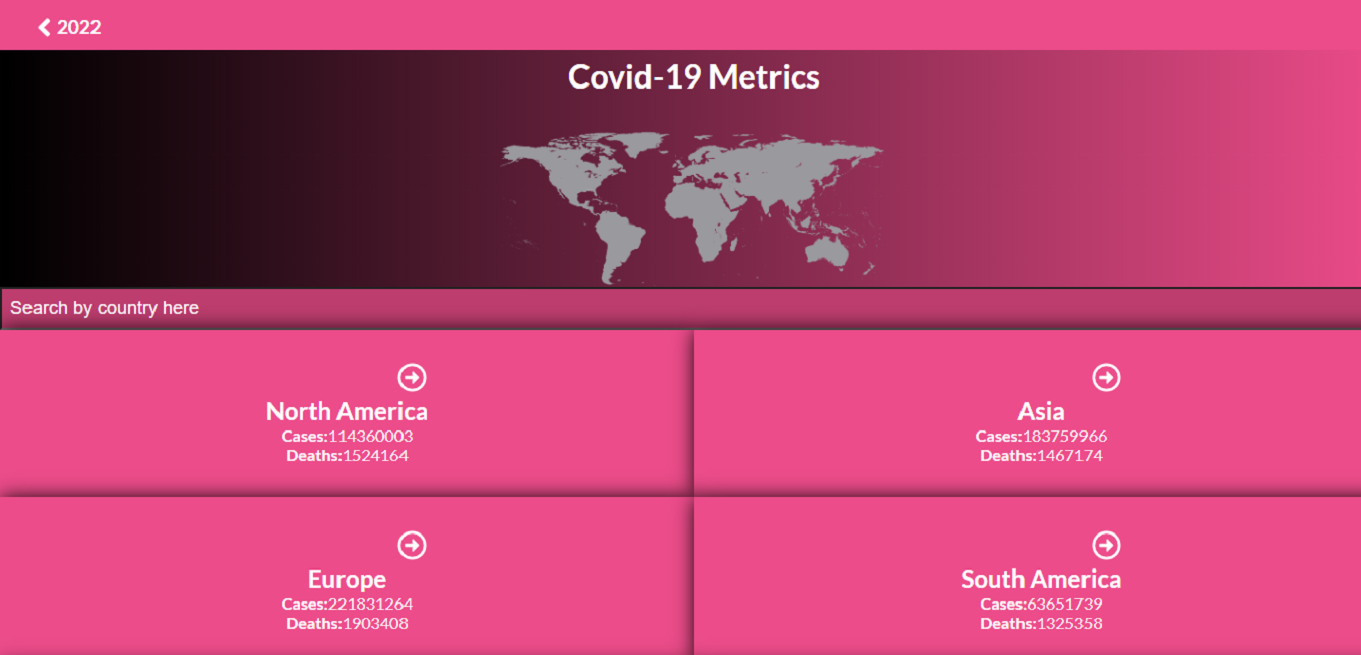 2022
Covid-19 Metrics
Search by country here
North America
Cases:114360003
Deaths:1524164
Asia
Cases:183759966
Deaths:1467174
Europe
Cases:221831264
Deaths:1903408
South America
Cases:63651739
Deaths:1325358